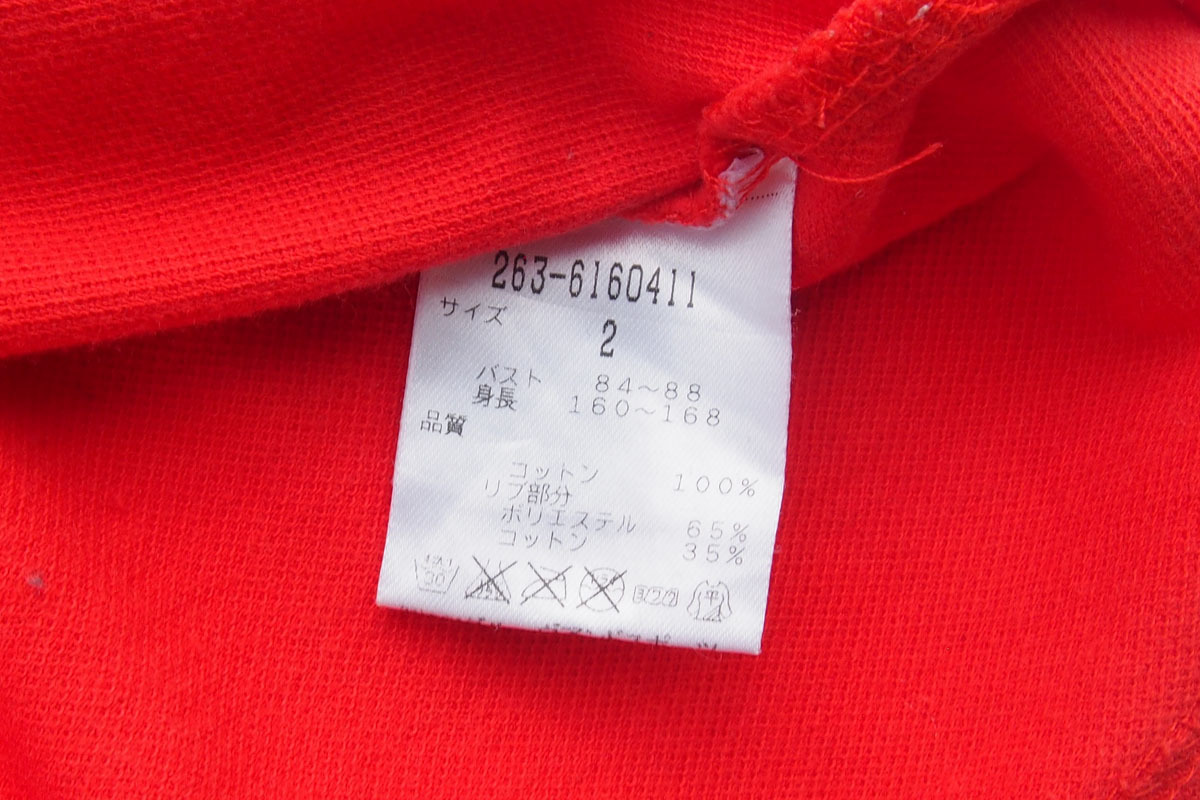 263-6160411
サイズ
2
バスト 84～88
身長 160～168
品質
コットン 100%
リブ部分
ポリエステル 65%
コットン 35%
30
平